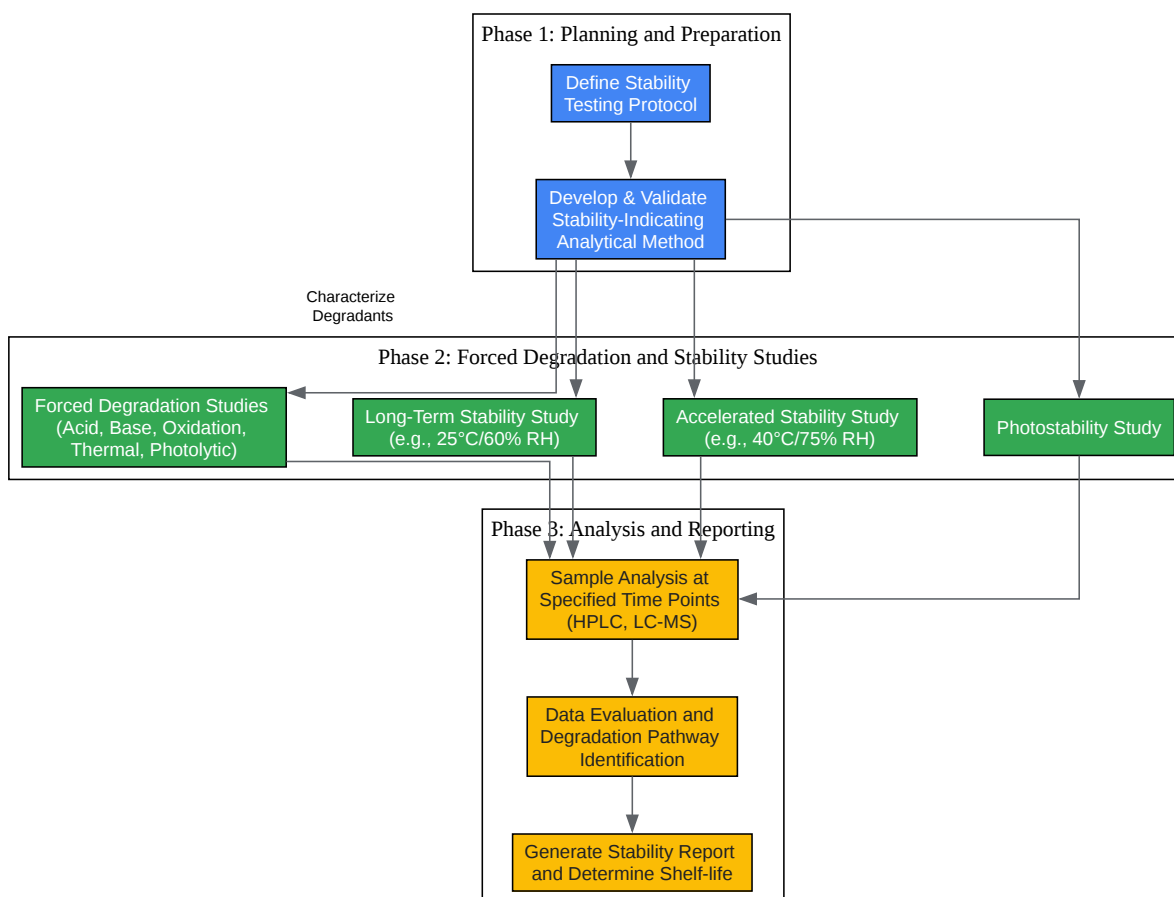 Phase 1: Planning and Preparation
Define Stability
Testing Protocol
Develop & Validate
Stability-Indicating
Analytical Method
Characterize
Degradants
Phase 2: Forced Degradation and Stability Studies
Forced Degradation Studies
(Acid, Base, Oxidation,
Thermal, Photolytic)
Long-Term Stability Study
(e.g., 25°C/60% RH)
Accelerated Stability Study
(e.g., 40°C/75% RH)
Photostability Study
Phase 3: Analysis and Reporting
Sample Analysis at
Specified Time Points
(HPLC, LC-MS)
Data Evaluation and
Degradation Pathway
Identification
Generate Stability Report
and Determine Shelf-life